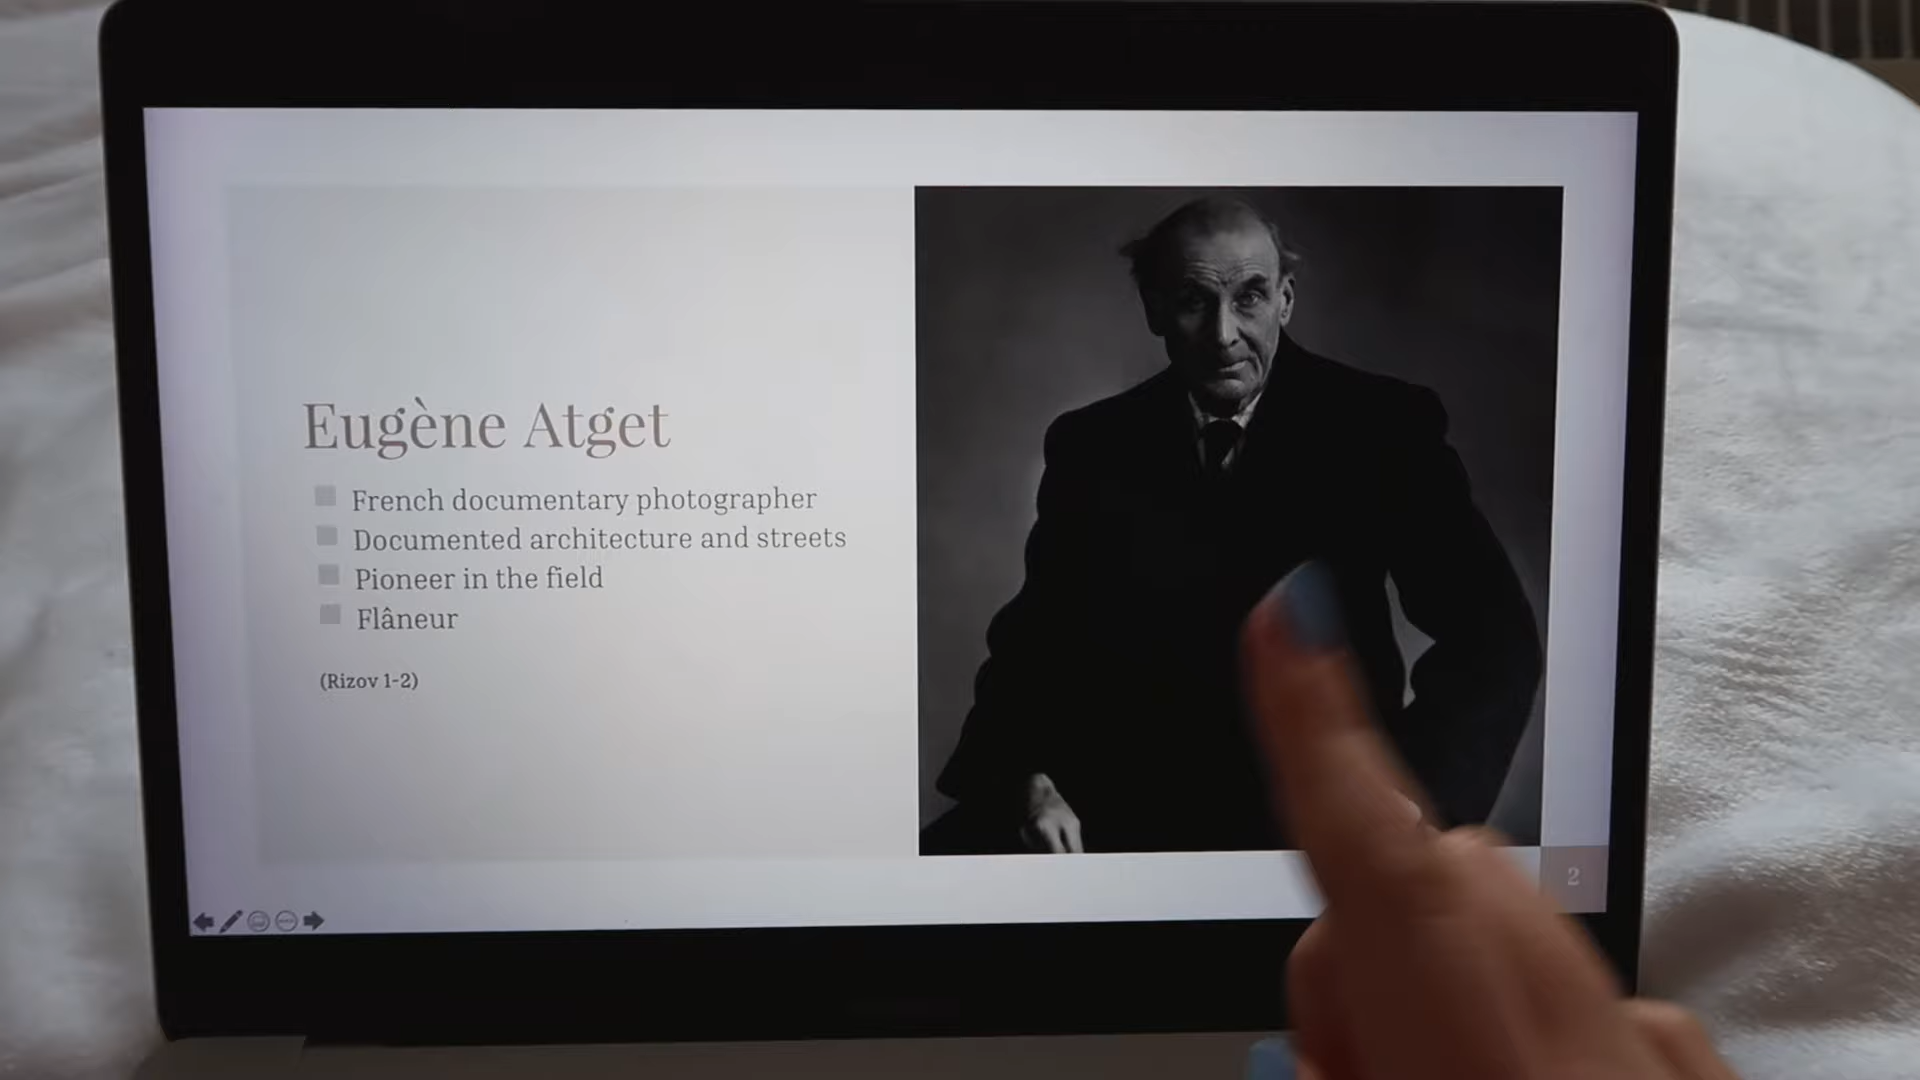 Eugène Atget
French documentary photographer
Documented architecture and streets
Pioneer in the field
Flâneur
(Rizov 1-2)
2